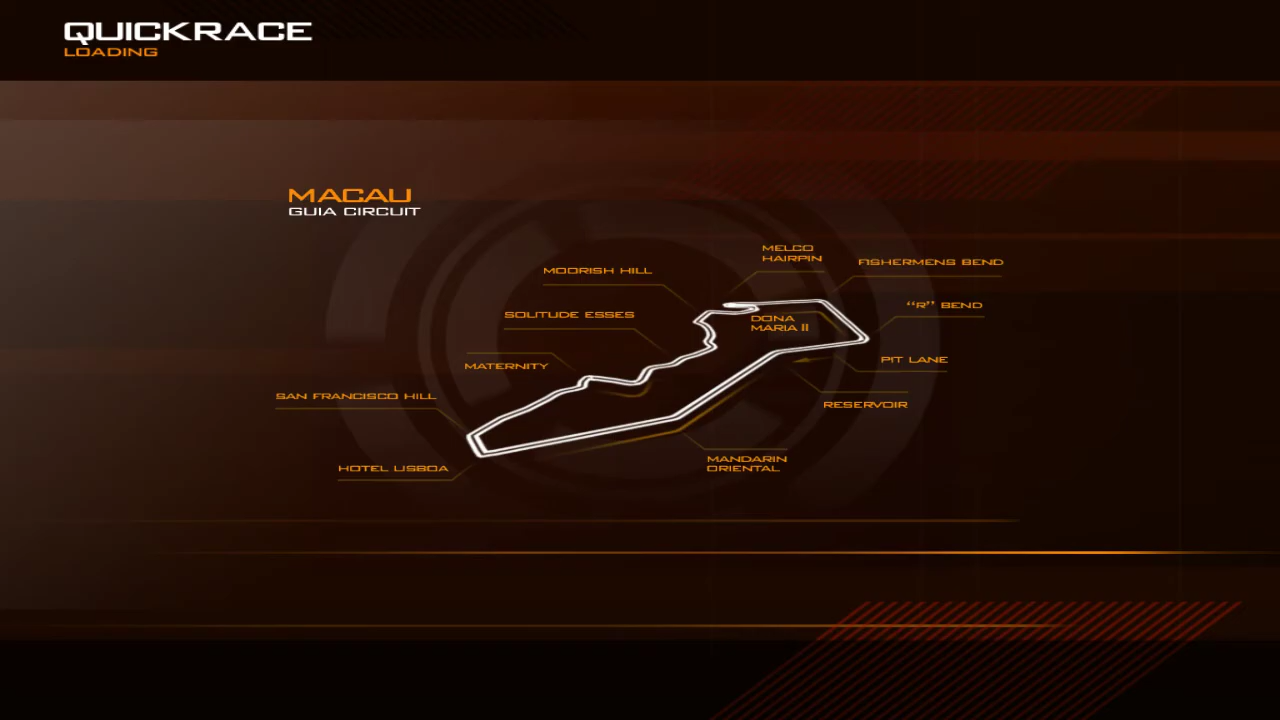 QUICKRACE
LOADING
MACAU
GUIA CIRCUIT
MELCO
HAIRPIN
FISHERMENS BEND
MOORISH HILL
"R" BEND
SOLITUDE ESSES
DONA
MARIA II
PIT LANE
MATERNITY
SAN FRANCISCO HILL
RESERVOIR
MANDARIN
ORIENTAL
HOTEL LISBOA